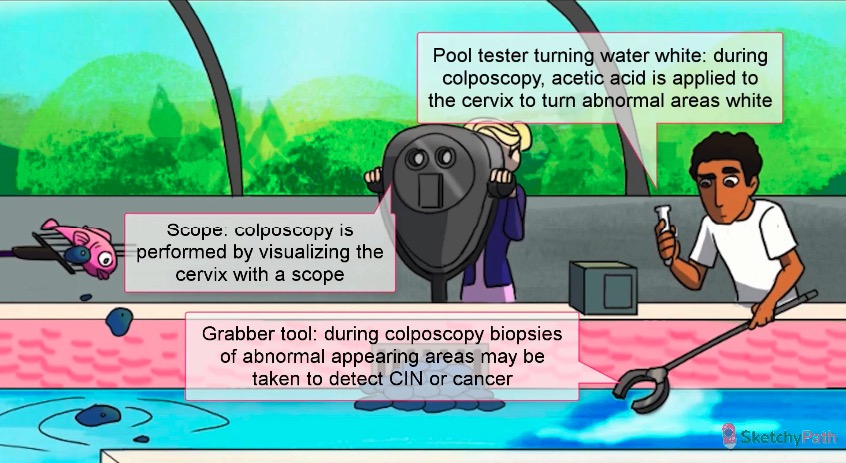 Pool tester turning water white: during
colposcopy, acetic acid is applied to
the cervix to turn abnormal areas white
Scope: colposcopy is
performed by visualizing the
cervix with a scope
Grabber tool: during colposcopy biopsies
of abnormal appearing areas may be
taken to detect CIN or cancer
SketchyPath